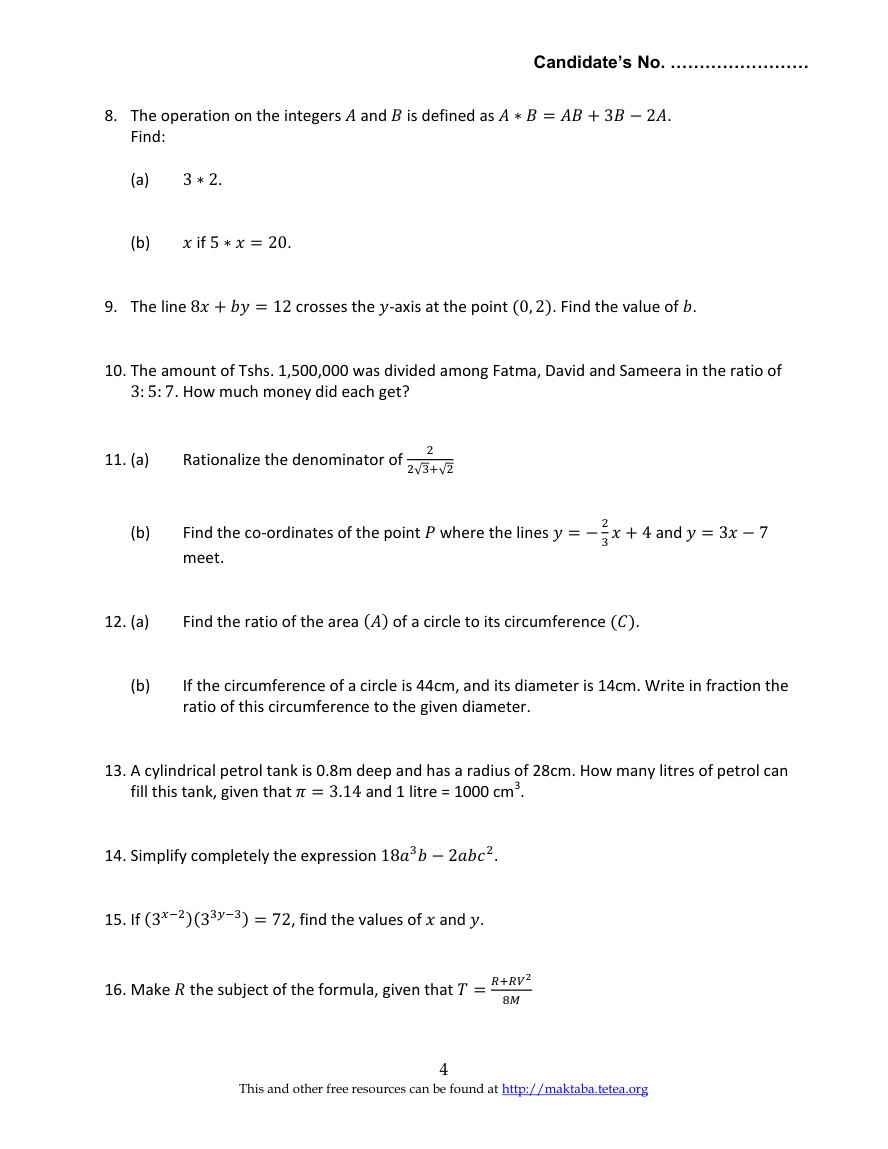 Candidate's No. ……………………
8. The operation on the integers 𝐴 and 𝐵 is defined as 𝐴 ∗ 𝐵 = 𝐴𝐵 + 3𝐵 − 2𝐴.
Find:
(a) 3 ∗ 2.
(b) 𝑥 if 5 ∗ 𝑥 = 20.
9. The line 8𝑥 + 𝑏𝑦 = 12 crosses the 𝑦-axis at the point (0, 2). Find the value of 𝑏.
10. The amount of Tshs. 1,500,000 was divided among Fatma, David and Sameera in the ratio of
3: 5: 7. How much money did each get?
11. (a) Rationalize the denominator of 2/(2√3+√2)
(b) Find the co-ordinates of the point 𝑃 where the lines 𝑦 = −2/3 𝑥 + 4 and 𝑦 = 3𝑥 − 7
meet.
12. (a) Find the ratio of the area (𝐴) of a circle to its circumference (𝐶).
(b) If the circumference of a circle is 44cm, and its diameter is 14cm. Write in fraction the
ratio of this circumference to the given diameter.
13. A cylindrical petrol tank is 0.8m deep and has a radius of 28cm. How many litres of petrol can
fill this tank, given that 𝜋 = 3.14 and 1 litre = 1000 cm³.
14. Simplify completely the expression 18𝑎³𝑏 − 2𝑎𝑏𝑐².
15. If (3^(𝑥−2))(3^(3𝑦−3)) = 72, find the values of 𝑥 and 𝑦.
16. Make 𝑅 the subject of the formula, given that 𝑇 = (𝑅+𝑅𝑉²)/(8𝑀)
4
This and other free resources can be found at http://maktaba.tetea.org